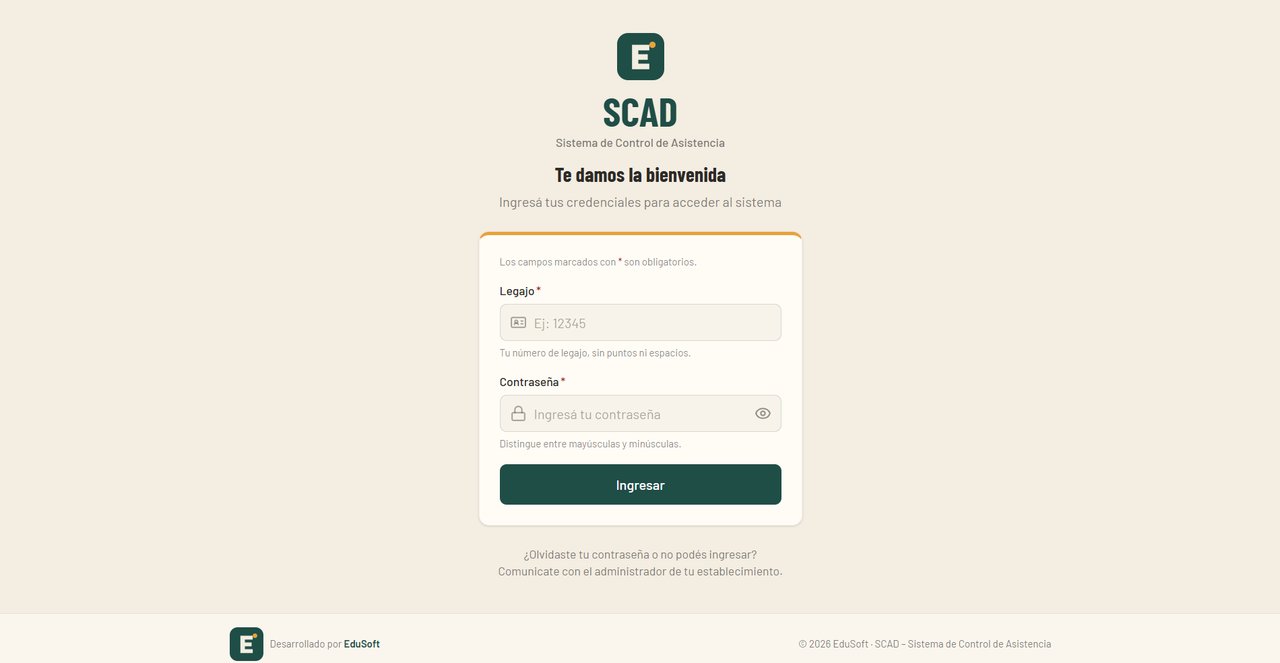 E
SCAD
Sistema de Control de Asistencia
Te damos la bienvenida
Ingresá tus credenciales para acceder al sistema
Los campos marcados con * son obligatorios.
Legajo *
Ej: 12345
Tu número de legajo, sin puntos ni espacios.
Contraseña *
Ingresá tu contraseña
Distingue entre mayúsculas y minúsculas.
Ingresar
¿Olvidaste tu contraseña o no podés ingresar?
Comunicate con el administrador de tu establecimiento.
E
Desarrollado por EduSoft
© 2026 EduSoft · SCAD – Sistema de Control de Asistencia